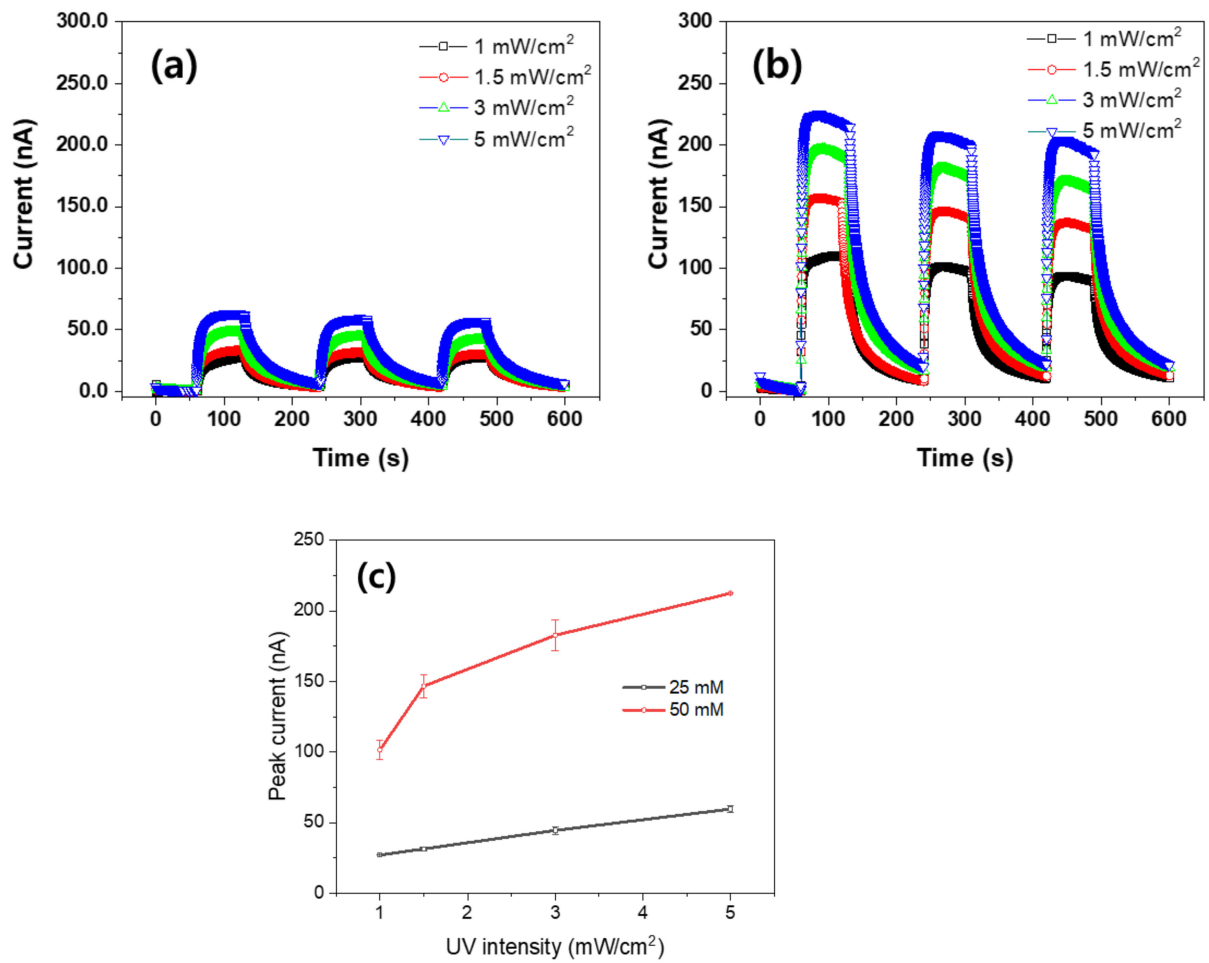 (a)
Current (nA)
300.0
250.0
200.0
150.0
100.0
50.0
0.0
1 mW/cm²
1.5 mW/cm²
3 mW/cm²
5 mW/cm²
0 100 200 300 400 500 600
Time (s)
(b)
Current (nA)
300
250
200
150
100
50
0
1 mW/cm²
1.5 mW/cm²
3 mW/cm²
5 mW/cm²
0 100 200 300 400 500 600
Time (s)
(c)
Peak current (nA)
250
200
150
100
50
0
25 mM
50 mM
1 2 3 4 5
UV intensity (mW/cm²)